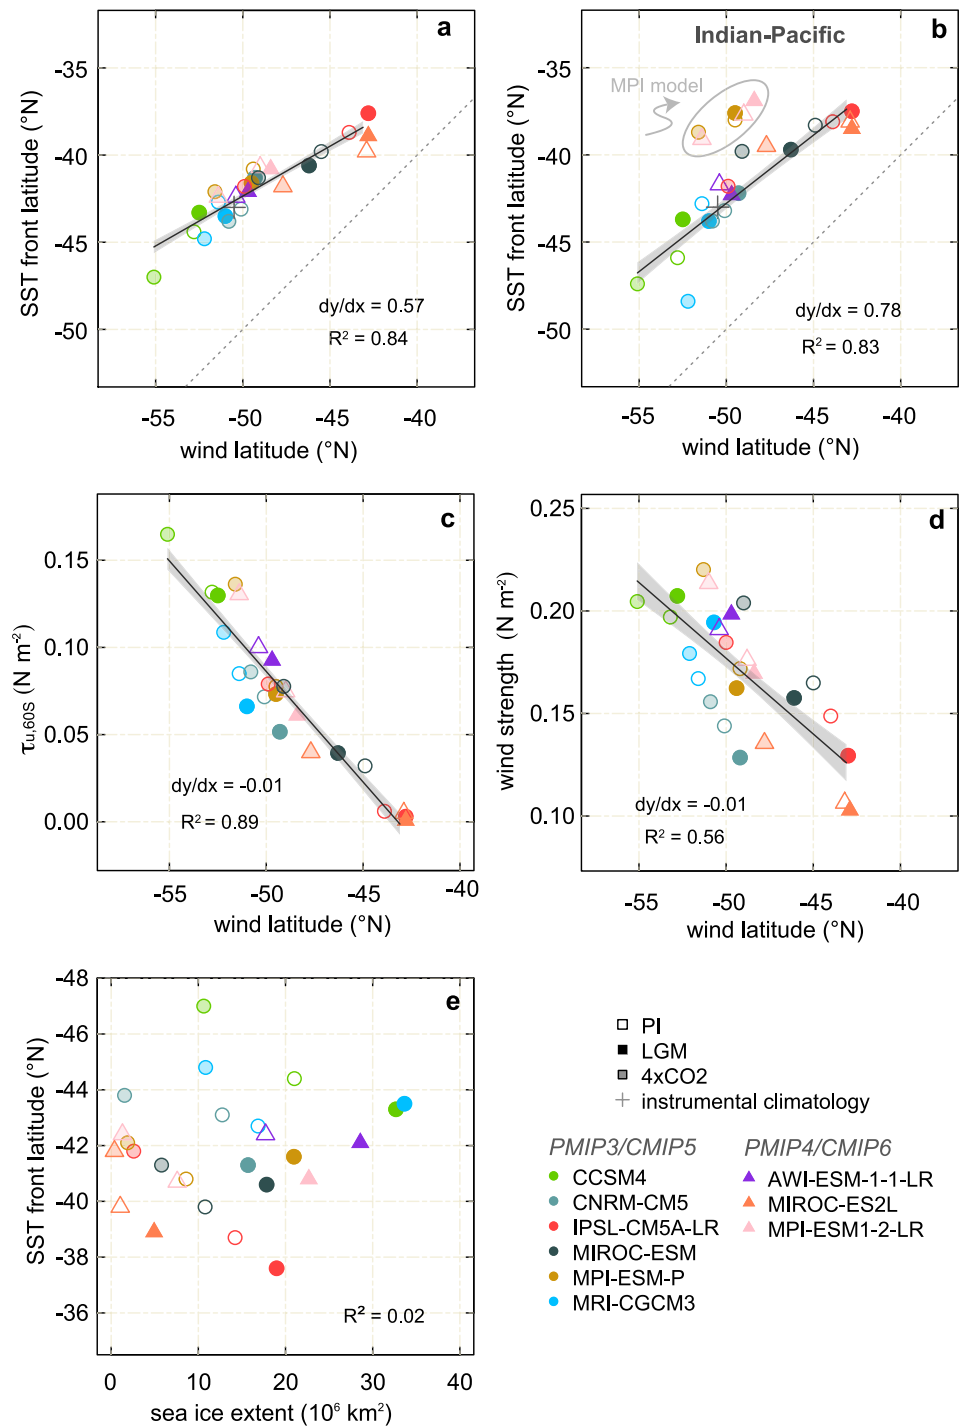 a
SST front latitude (°N)
-35
-40
-45
-50
dy/dx = 0.57
R² = 0.84
-55
-50
-45
-40
wind latitude (°N)
b
Indian-Pacific
MPI model
SST front latitude (°N)
-35
-40
-45
-50
dy/dx = 0.78
R² = 0.83
-55
-50
-45
-40
wind latitude (°N)
c
τu,60S (N m⁻²)
0.15
0.10
0.05
0.00
dy/dx = -0.01
R² = 0.89
-55
-50
-45
-40
wind latitude (°N)
d
wind strength (N m⁻²)
0.25
0.20
0.15
0.10
dy/dx = -0.01
R² = 0.56
-55
-50
-45
-40
wind latitude (°N)
e
SST front latitude (°N)
-48
-46
-44
-42
-40
-38
-36
R² = 0.02
0
10
20
30
40
sea ice extent (10⁶ km²)
PI
LGM
4xCO2
instrumental climatology
PMIP3/CMIP5
CCSM4
CNRM-CM5
IPSL-CM5A-LR
MIROC-ESM
MPI-ESM-P
MRI-CGCM3
PMIP4/CMIP6
AWI-ESM-1-1-LR
MIROC-ES2L
MPI-ESM1-2-LR